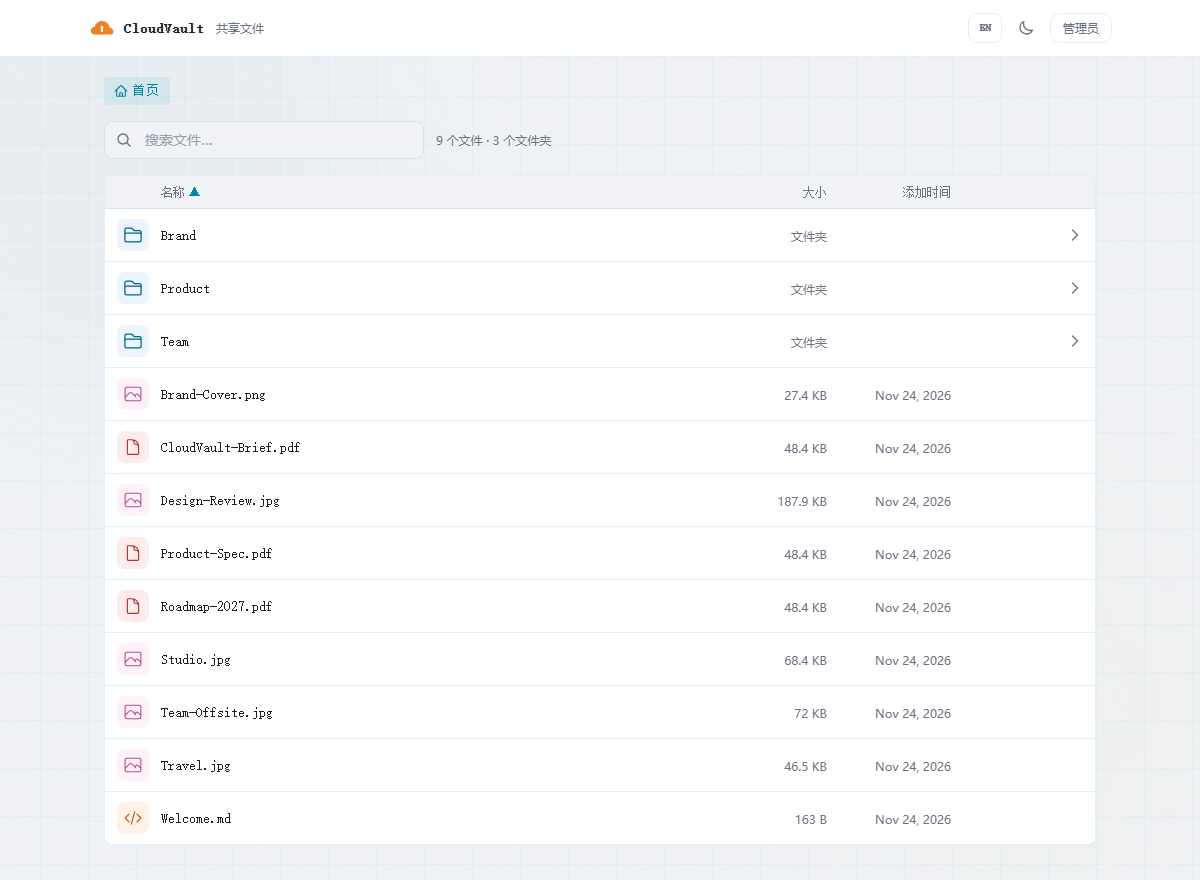 CloudVault 共享文件 EN 管理员
首页
搜索文件...
9 个文件 · 3 个文件夹
名称 ▲ 大小 添加时间
Brand 文件夹
Product 文件夹
Team 文件夹
Brand-Cover.png 27.4 KB Nov 24, 2026
CloudVault-Brief.pdf 48.4 KB Nov 24, 2026
Design-Review.jpg 187.9 KB Nov 24, 2026
Product-Spec.pdf 48.4 KB Nov 24, 2026
Roadmap-2027.pdf 48.4 KB Nov 24, 2026
Studio.jpg 68.4 KB Nov 24, 2026
Team-Offsite.jpg 72 KB Nov 24, 2026
Travel.jpg 46.5 KB Nov 24, 2026
Welcome.md 163 B Nov 24, 2026